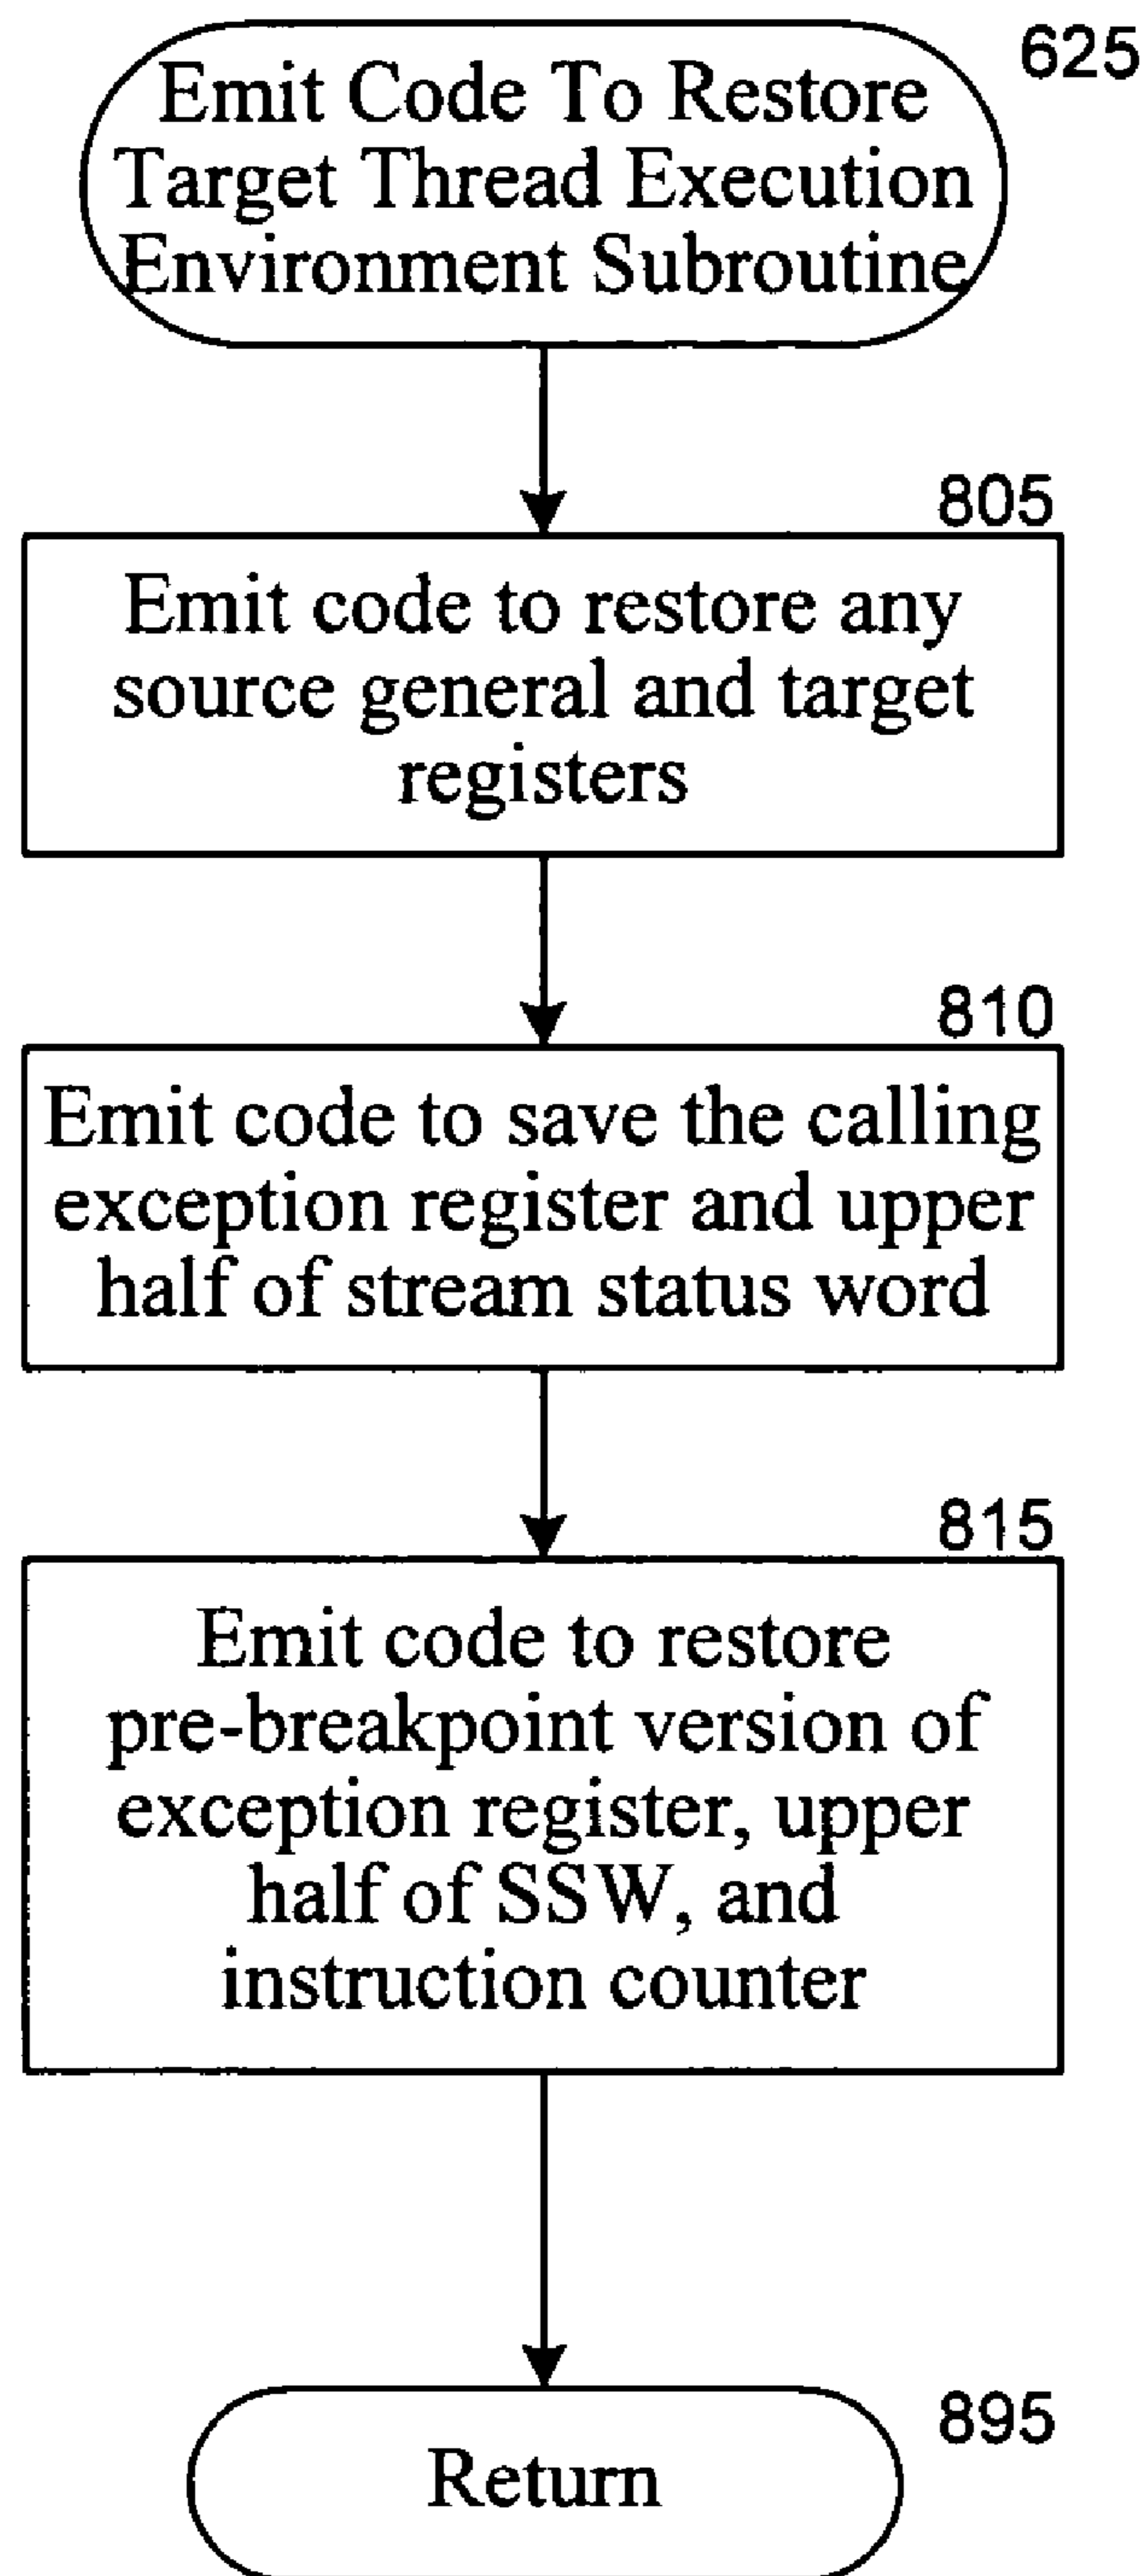 625
Emit Code To Restore
Target Thread Execution
Environment Subroutine
805
Emit code to restore any
source general and target
registers
810
Emit code to save the calling
exception register and upper
half of stream status word
815
Emit code to restore
pre-breakpoint version of
exception register, upper
half of SSW, and
instruction counter
895
Return